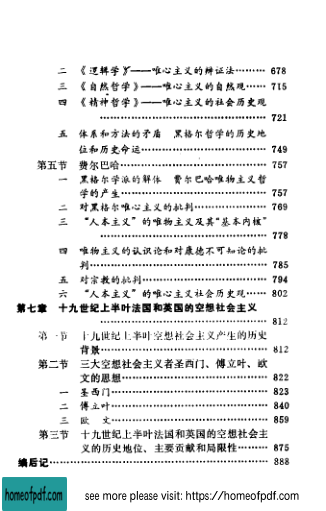 二 《逻辑学》——唯心主义的辩证法……… 678
三 《自然哲学》——唯心主义的自然观…… 715
四 《精神哲学》——唯心主义的社会历史观
……………………………………… 721
五 体系和方法的矛盾 黑格尔哲学的历史地
位和历史命运…………………………… 749
第五节 费尔巴哈………………………………… 757
一 黑格尔学派的解体 费尔巴哈唯物主义哲
学的产生………………………………… 757
二 对黑格尔唯心主义的批判……………… 769
三 “人本主义”的唯物主义及其“基本内核”
……………………………………… 778
四 唯物主义的认识论和对康德不可知论的批
判………………………………………… 785
五 对宗教的批判…………………………… 794
六 “人本主义”的唯心主义社会历史观…… 802
第七章 十九世纪上半叶法国和英国的空想社会主义
……………………………………… 812
第一节 十九世纪上半叶空想社会主义产生的历史
背景……………………………………… 812
第二节 三大空想社会主义者圣西门、傅立叶、欧
文的思想………………………………… 822
一 圣西门…………………………………… 823
二 傅立叶…………………………………… 840
三 欧 文…………………………………… 859
第三节 十九世纪上半叶法国和英国的空想社会主
义的历史地位、主要贡献和局限性……… 875
编后记……………………………………………… 888
homeofpdf.com
see more please visit: https://homeofpdf.com